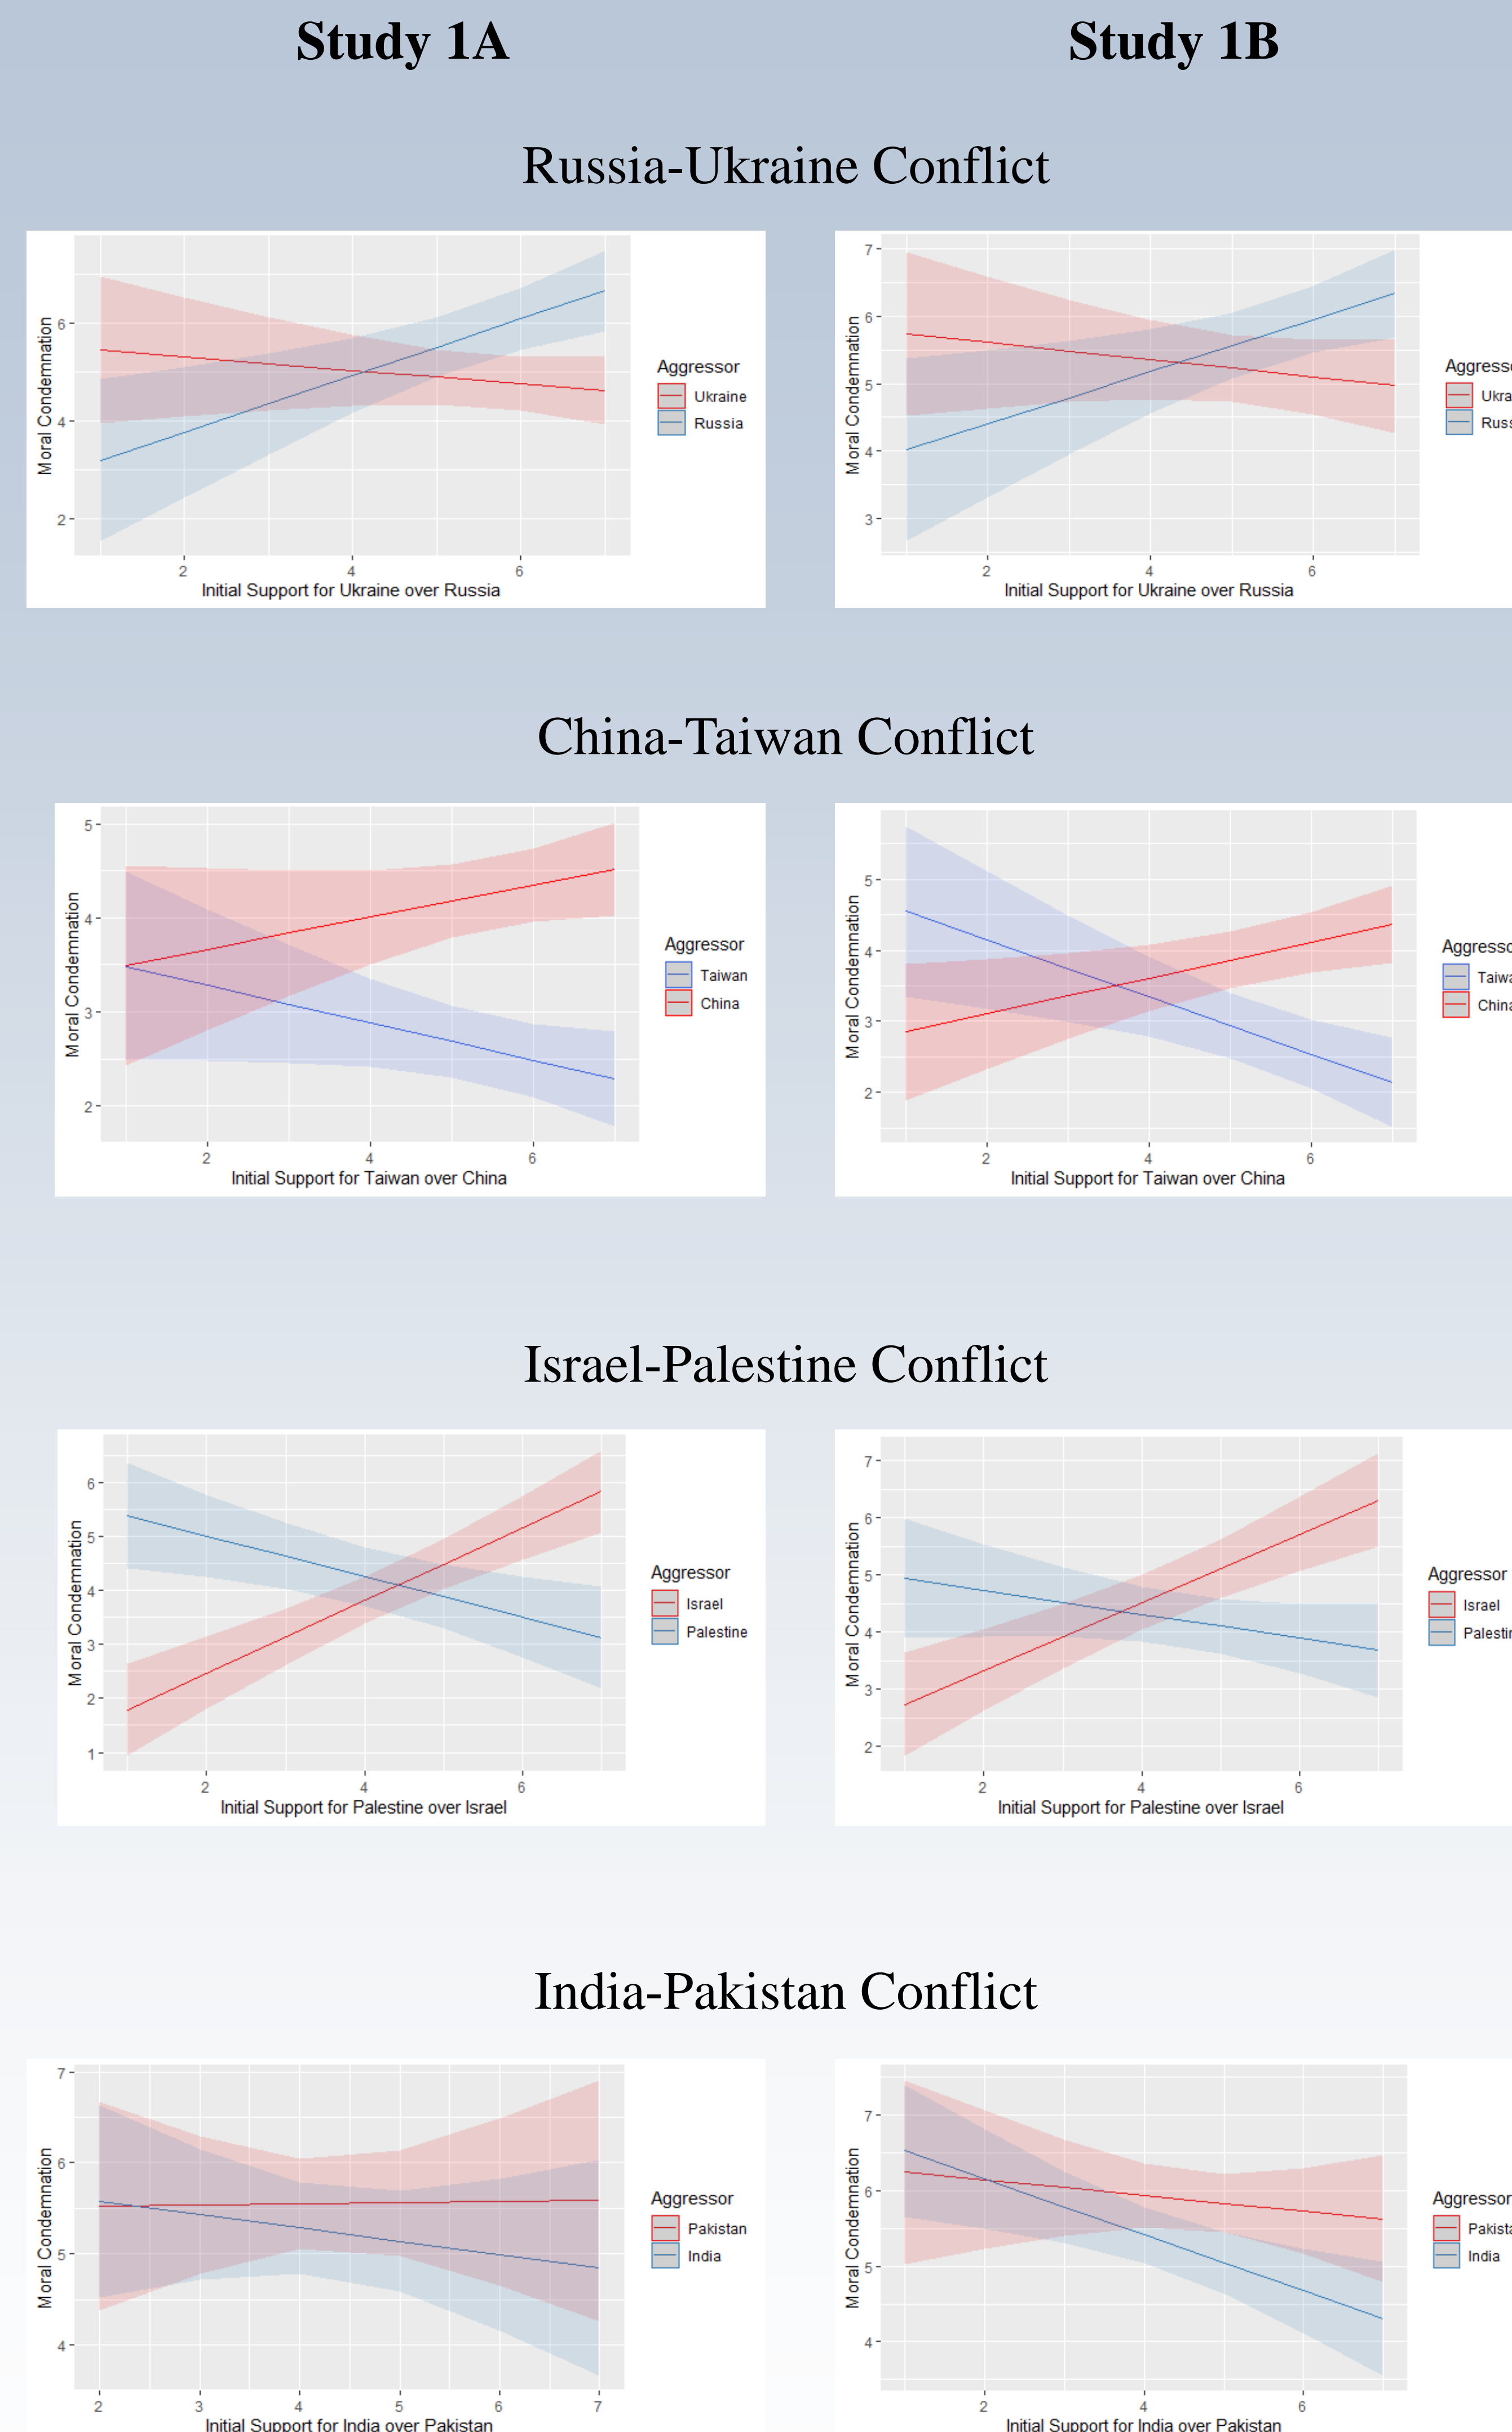 Study 1A
Study 1B
Russia-Ukraine Conflict
Moral Condemnation
6
4
2
2 4 6
Initial Support for Ukraine over Russia
Aggressor
Ukraine
Russia
Moral Condemnation
7
6
5
4
3
2 4 6
Initial Support for Ukraine over Russia
Aggresso
Ukra
Russ
China-Taiwan Conflict
Moral Condemnation
5
4
3
2
2 4 6
Initial Support for Taiwan over China
Aggressor
Taiwan
China
Moral Condemnation
5
4
3
2
2 4 6
Initial Support for Taiwan over China
Aggresso
Taiwa
China
Israel-Palestine Conflict
Moral Condemnation
6
5
4
3
2
1
2 4 6
Initial Support for Palestine over Israel
Aggressor
Israel
Palestine
Moral Condemnation
7
6
5
4
3
2
2 4 6
Initial Support for Palestine over Israel
Aggressor
Israel
Palestin
India-Pakistan Conflict
Moral Condemnation
7
6
5
4
2 3 4 5 6 7
Initial Support for India over Pakistan
Aggressor
Pakistan
India
Moral Condemnation
7
6
5
4
2 4 6
Initial Support for India over Pakistan
Aggressor
Pakista
India